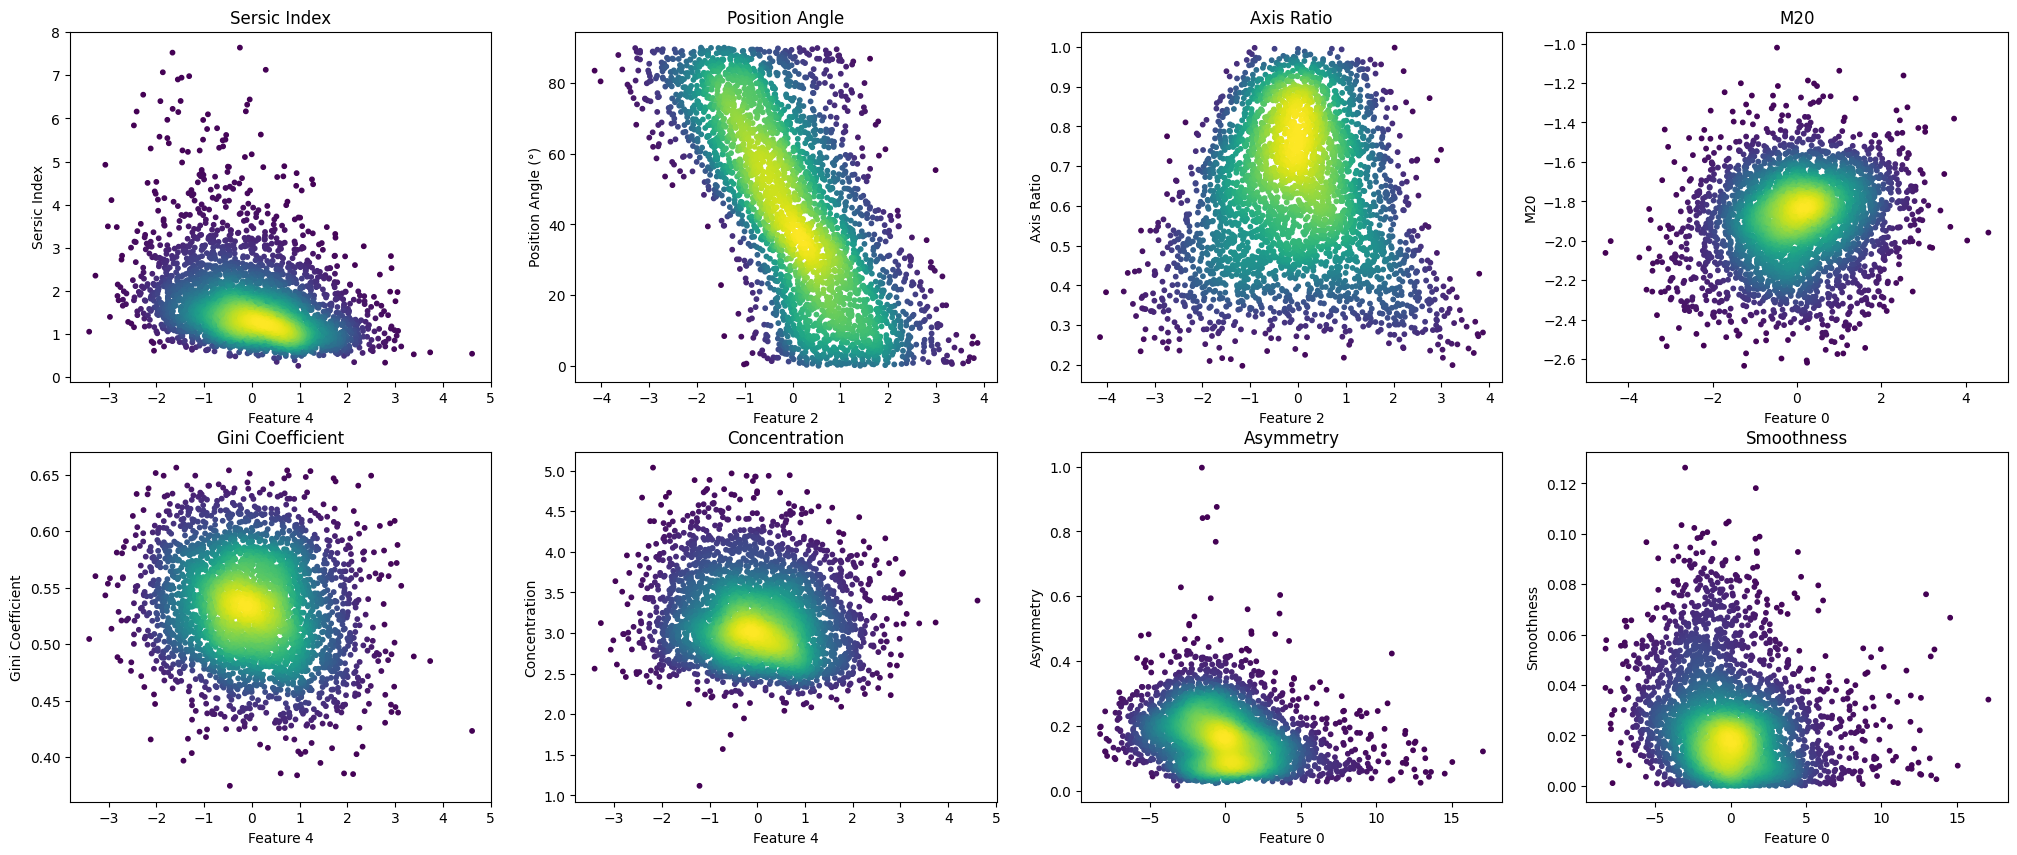 Sersic Index
Position Angle
Axis Ratio
M20
8
7
6
5
4
3
2
1
0
Sersic Index
−3 −2 −1 0 1 2 3 4 5
Feature 4
80
60
40
20
0
Position Angle (°)
−4 −3 −2 −1 0 1 2 3 4
Feature 2
1.0
0.9
0.8
0.7
0.6
0.5
0.4
0.3
0.2
Axis Ratio
−4 −3 −2 −1 0 1 2 3 4
Feature 2
−1.0
−1.2
−1.4
−1.6
−1.8
−2.0
−2.2
−2.4
−2.6
M20
−4 −2 0 2 4
Feature 0
Gini Coefficient
Concentration
Asymmetry
Smoothness
0.65
0.60
0.55
0.50
0.45
0.40
Gini Coefficient
−3 −2 −1 0 1 2 3 4 5
Feature 4
5.0
4.5
4.0
3.5
3.0
2.5
2.0
1.5
1.0
Concentration
−3 −2 −1 0 1 2 3 4 5
Feature 4
1.0
0.8
0.6
0.4
0.2
0.0
Asymmetry
−5 0 5 10 15
Feature 0
0.12
0.10
0.08
0.06
0.04
0.02
0.00
Smoothness
−5 0 5 10 15
Feature 0